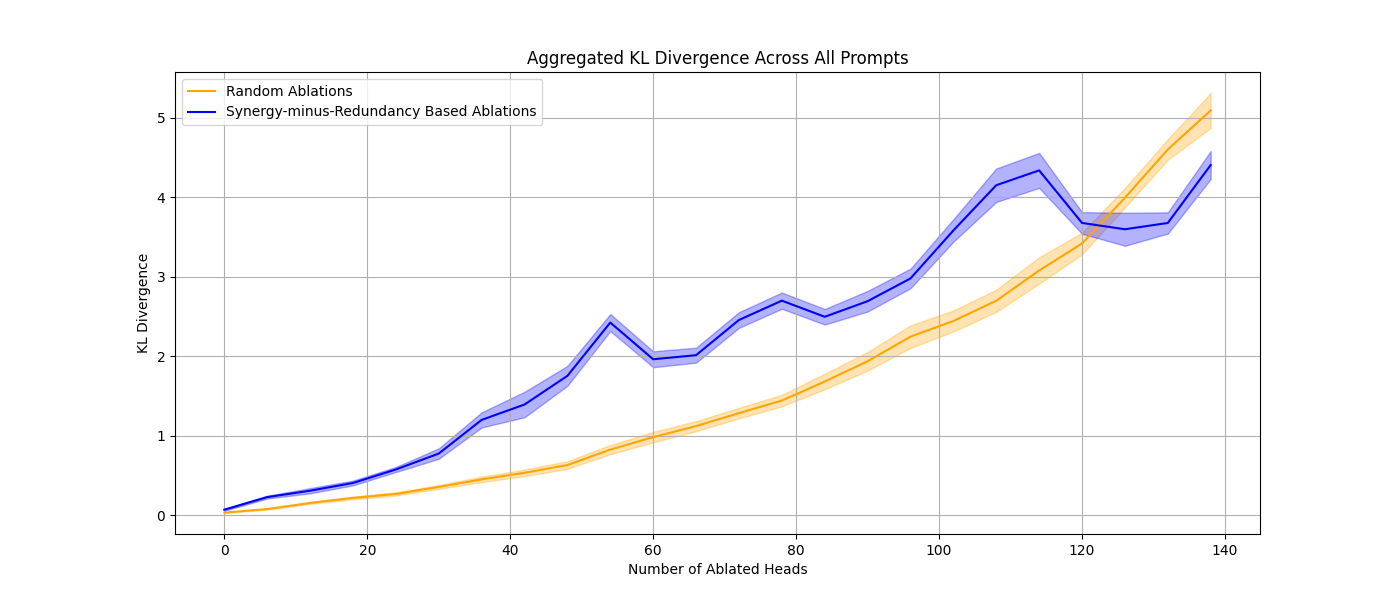 Aggregated KL Divergence Across All Prompts
Random Ablations
Synergy-minus-Redundancy Based Ablations
KL Divergence
5
4
3
2
1
0
0 20 40 60 80 100 120 140
Number of Ablated Heads